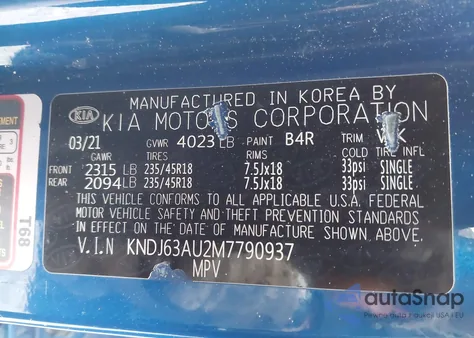 MANUFACTURED IN KOREA BY
KIA KIA MOTORS CORPORATION
03/21 GVWR 4023 LB PAINT B4R TRIM
GAWR TIRES RIMS COLD TIRE INFL
FRONT 2315 LB 235/45R18 7.5Jx18 33psi SINGLE
REAR 2094 LB 235/45R18 7.5Jx18 33psi SINGLE
THIS VEHICLE CONFORMS TO ALL APPLICABLE U.S.A. FEDERAL
MOTOR VEHICLE SAFETY AND THEFT PREVENTION STANDARDS
IN EFFECT ON THE DATE OF MANUFACTURE SHOWN ABOVE.
V.I.N KNDJ63AU2M7790937
MPV
T68
autoSnap